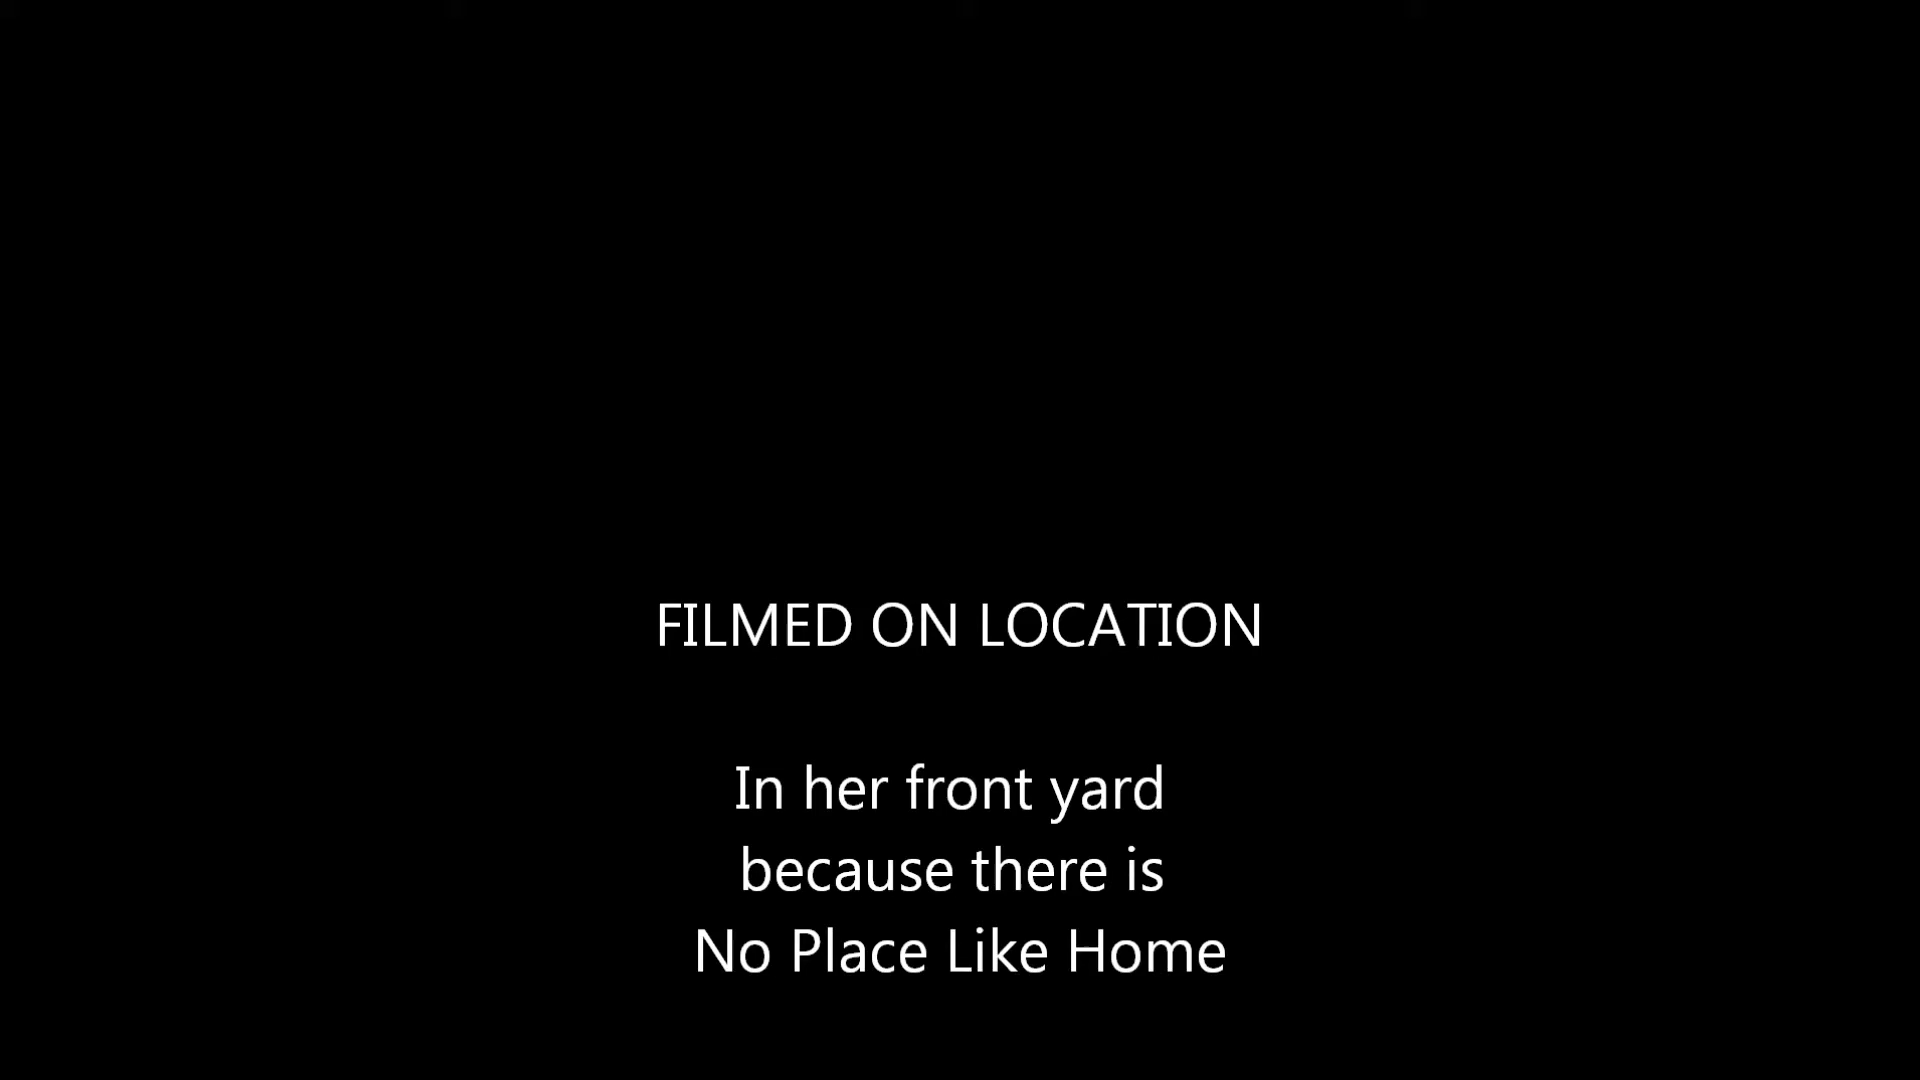 FILMED ON LOCATION
In her front yard
because there is
No Place Like Home